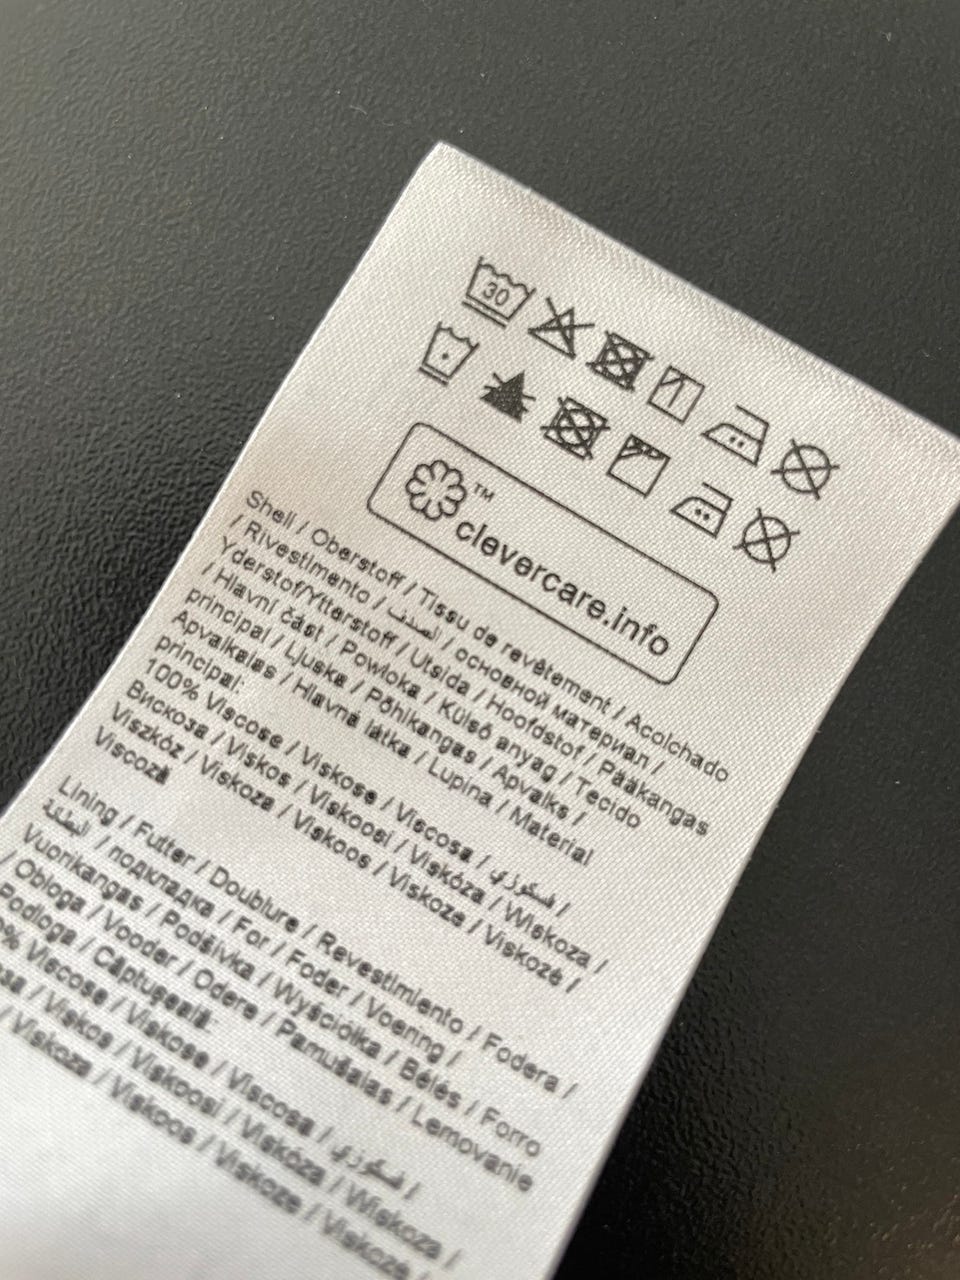 30
™
clevercare.info
Shell / Oberstoff / Tissu de revêtement / Acolchado
/ Rivestimento / الصدف / основной материал /
Yderstof/Ytterstoff / Utsida / Hoofdstof / Pääkangas
/ Hlavní část / Powłoka / Külső anyag / Tecido
principal / Ljuska / Põhikangas / Apvalks /
Apvalkalas / Hlavná látka / Lupina / Material
principal:
100% Viscose / Viskose / Viscosa / فسكوزي /
Вискоза / Viskos / Viskoosi / Viskóza / Wiskoza /
Viszkóz / Viskoza / Viskoos / Viskoze / Viskozė /
Viscoză
Lining / Futter / Doublure / Revestimiento / Fodera /
البطانة / подкладка / For / Foder / Voering /
Vuorikangas / Podšívka / Wyściółka / Bélés / Forro
/ Obloga / Vooder / Odere / Pamušalas / Lemovanie
Podloga / Căptuşeală:
% Viscose / Viskose / Viscosa / فسكوزي /
/ Viskos / Viskoosi / Viskóza / Wiskoza /
/ Viskoza / Viskoos / Viskoze / Viskozė /